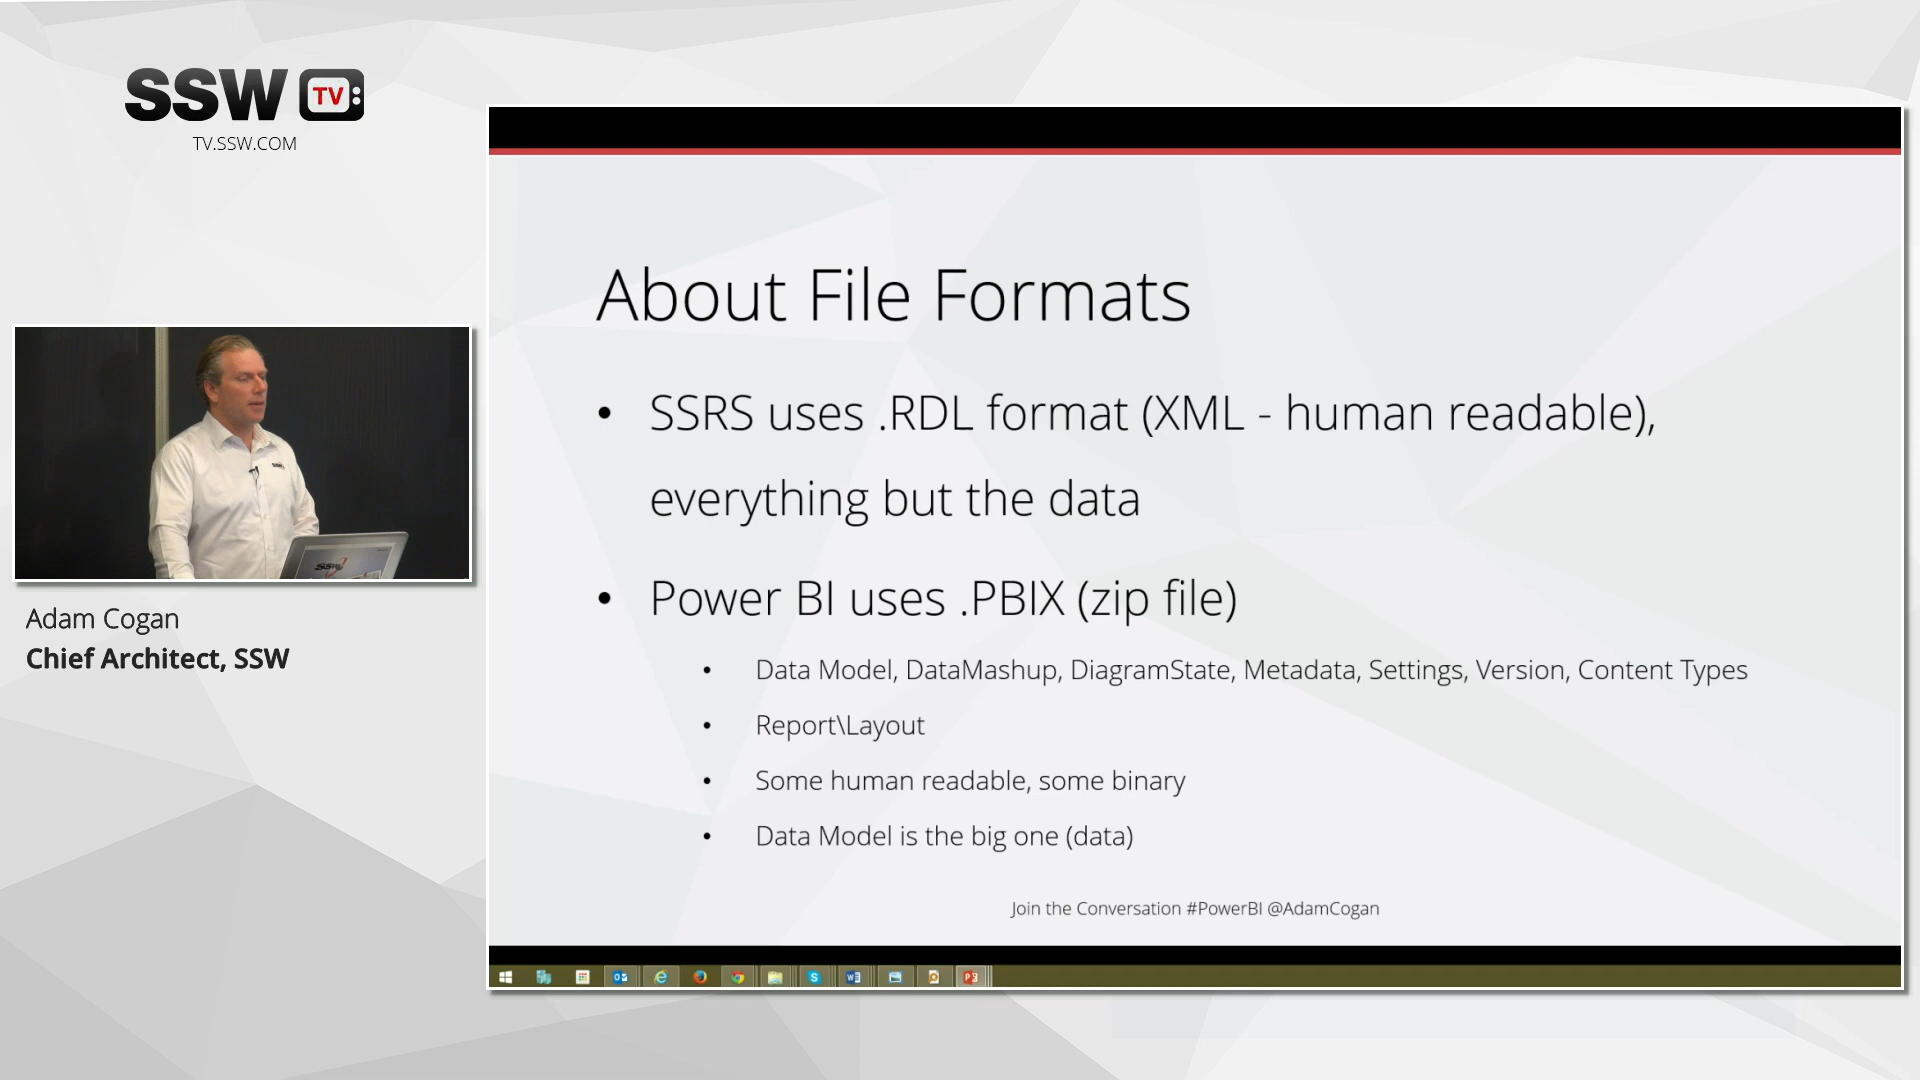 SSW TV
TV.SSW.COM
About File Formats
• SSRS uses .RDL format (XML - human readable),
everything but the data
• Power BI uses .PBIX (zip file)
• Data Model, DataMashup, DiagramState, Metadata, Settings, Version, Content Types
• Report\Layout
• Some human readable, some binary
• Data Model is the big one (data)
Join the Conversation #PowerBI @AdamCogan
SSW
Adam Cogan
Chief Architect, SSW